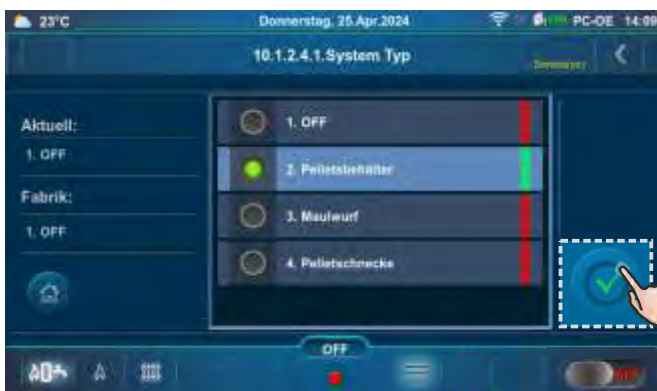 23°C Donnerstag, 25.Apr.2024 PC-OE 14:09
10.1.2.4.1.System Typ
Aktuell:
1. OFF
Fabrik:
1. OFF
1. OFF
2. Pelletsbehälter
3. Maulwurf
4. Pelletschnecke
OFF
OFF